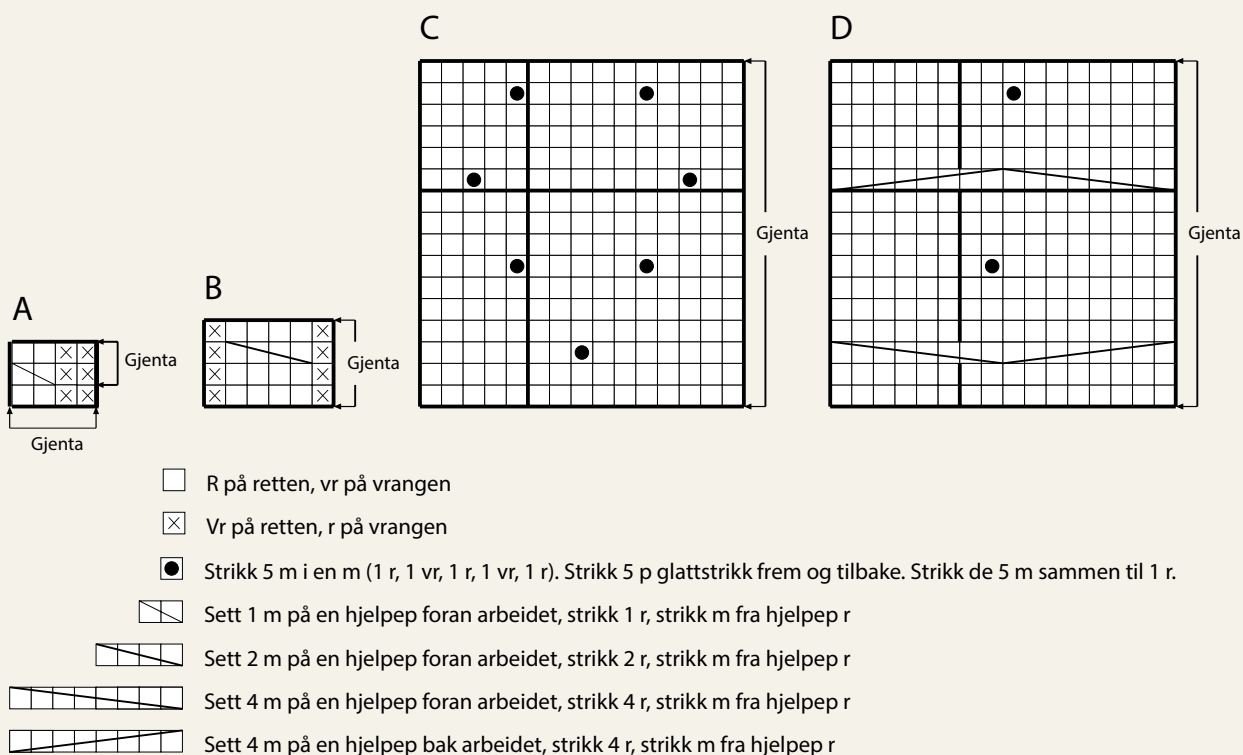 C
D
Gjenta
Gjenta
B
A
Gjenta
Gjenta
Gjenta
R på retten, vr på vrangen
Vr på retten, r på vrangen
Strikk 5 m i en m (1 r, 1 vr, 1 r, 1 vr, 1 r). Strikk 5 p glattstrikk frem og tilbake. Strikk de 5 m sammen til 1 r.
Sett 1 m på en hjelpep foran arbeidet, strikk 1 r, strikk m fra hjelpep r
Sett 2 m på en hjelpep foran arbeidet, strikk 2 r, strikk m fra hjelpep r
Sett 4 m på en hjelpep foran arbeidet, strikk 4 r, strikk m fra hjelpep r
Sett 4 m på en hjelpep bak arbeidet, strikk 4 r, strikk m fra hjelpep r